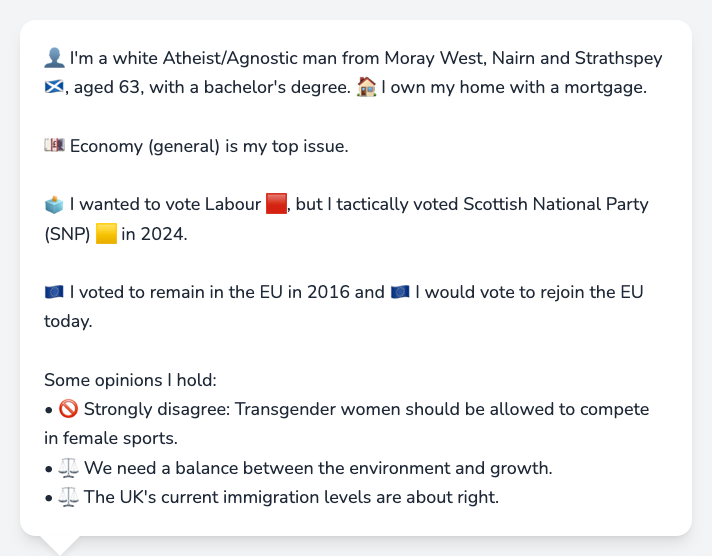 👤 I'm a white Atheist/Agnostic man from Moray West, Nairn and Strathspey
🏴󠁧󠁢󠁳󠁣󠁴󠁿, aged 63, with a bachelor's degree. 🏠 I own my home with a mortgage.
💷 Economy (general) is my top issue.
🗳️ I wanted to vote Labour 🟥, but I tactically voted Scottish National Party
(SNP) 🟨 in 2024.
🇪🇺 I voted to remain in the EU in 2016 and 🇪🇺 I would vote to rejoin the EU
today.
Some opinions I hold:
• 🚫 Strongly disagree: Transgender women should be allowed to compete
in female sports.
• ⚖️ We need a balance between the environment and growth.
• ⚖️ The UK's current immigration levels are about right.